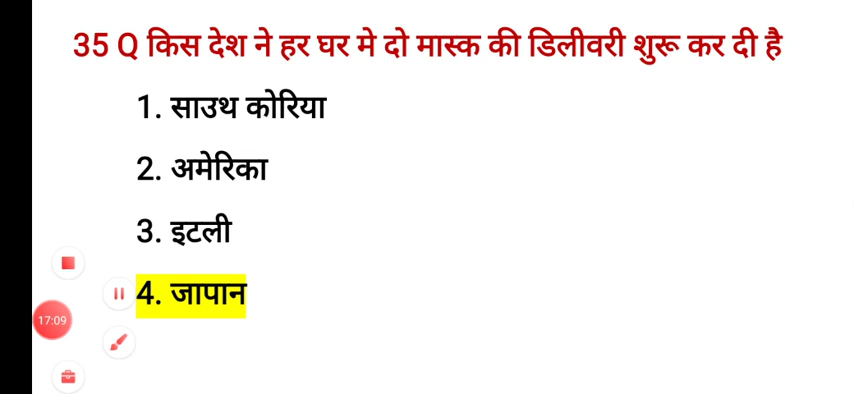 35 Q किस देश ने हर घर मे दो मास्क की डिलीवरी शुरू कर दी है
1. साउथ कोरिया
2. अमेरिका
3. इटली
4. जापान
17:09